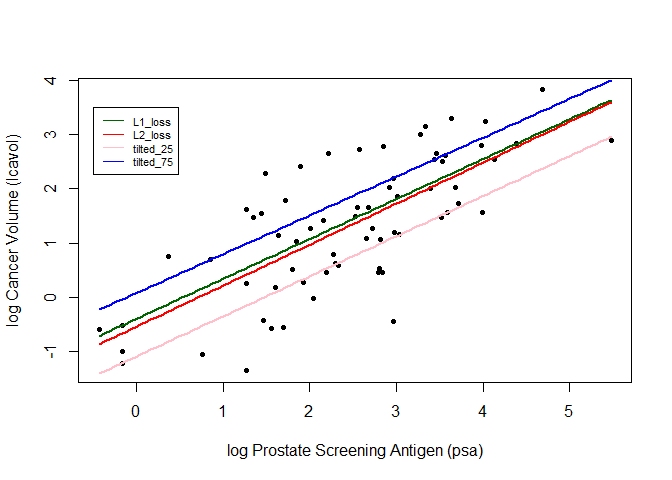 4
3
2
1
0
-1
log Cancer Volume (lcavol)
L1_loss
L2_loss
tilted_25
tilted_75
0 1 2 3 4 5
log Prostate Screening Antigen (psa)